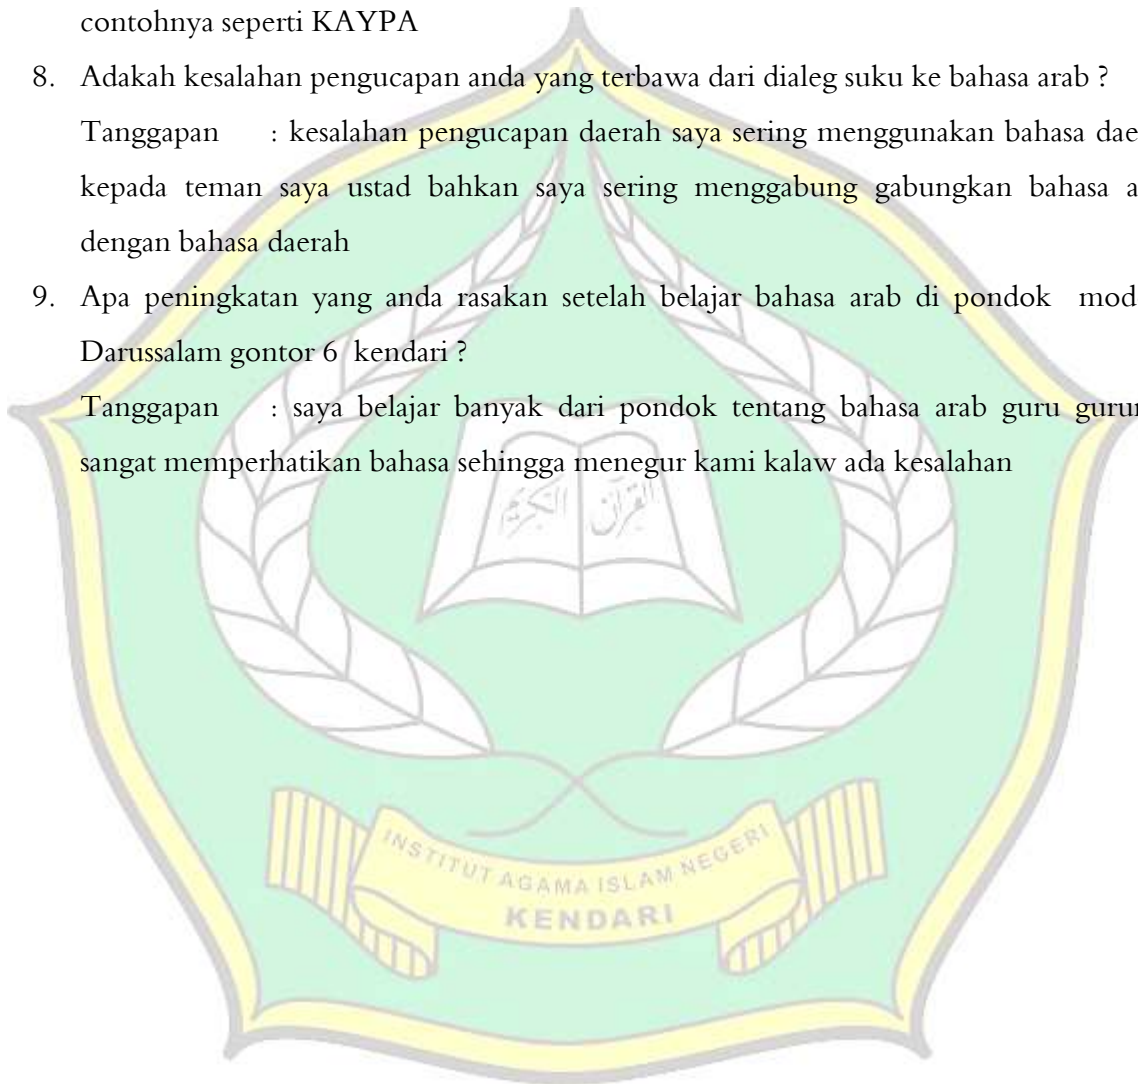 contohnya seperti KAYPA
8. Adakah kesalahan pengucapan anda yang terbawa dari dialeg suku ke bahasa arab ?
Tanggapan : kesalahan pengucapan daerah saya sering menggunakan bahasa dae
kepada teman saya ustad bahkan saya sering menggabung gabungkan bahasa a
dengan bahasa daerah
9. Apa peningkatan yang anda rasakan setelah belajar bahasa arab di pondok mod
Darussalam gontor 6 kendari ?
Tanggapan : saya belajar banyak dari pondok tentang bahasa arab guru gurun
sangat memperhatikan bahasa sehingga menegur kami kalaw ada kesalahan
القرآن الكريم
INSTITUT AGAMA ISLAM NEGERI
KENDARI